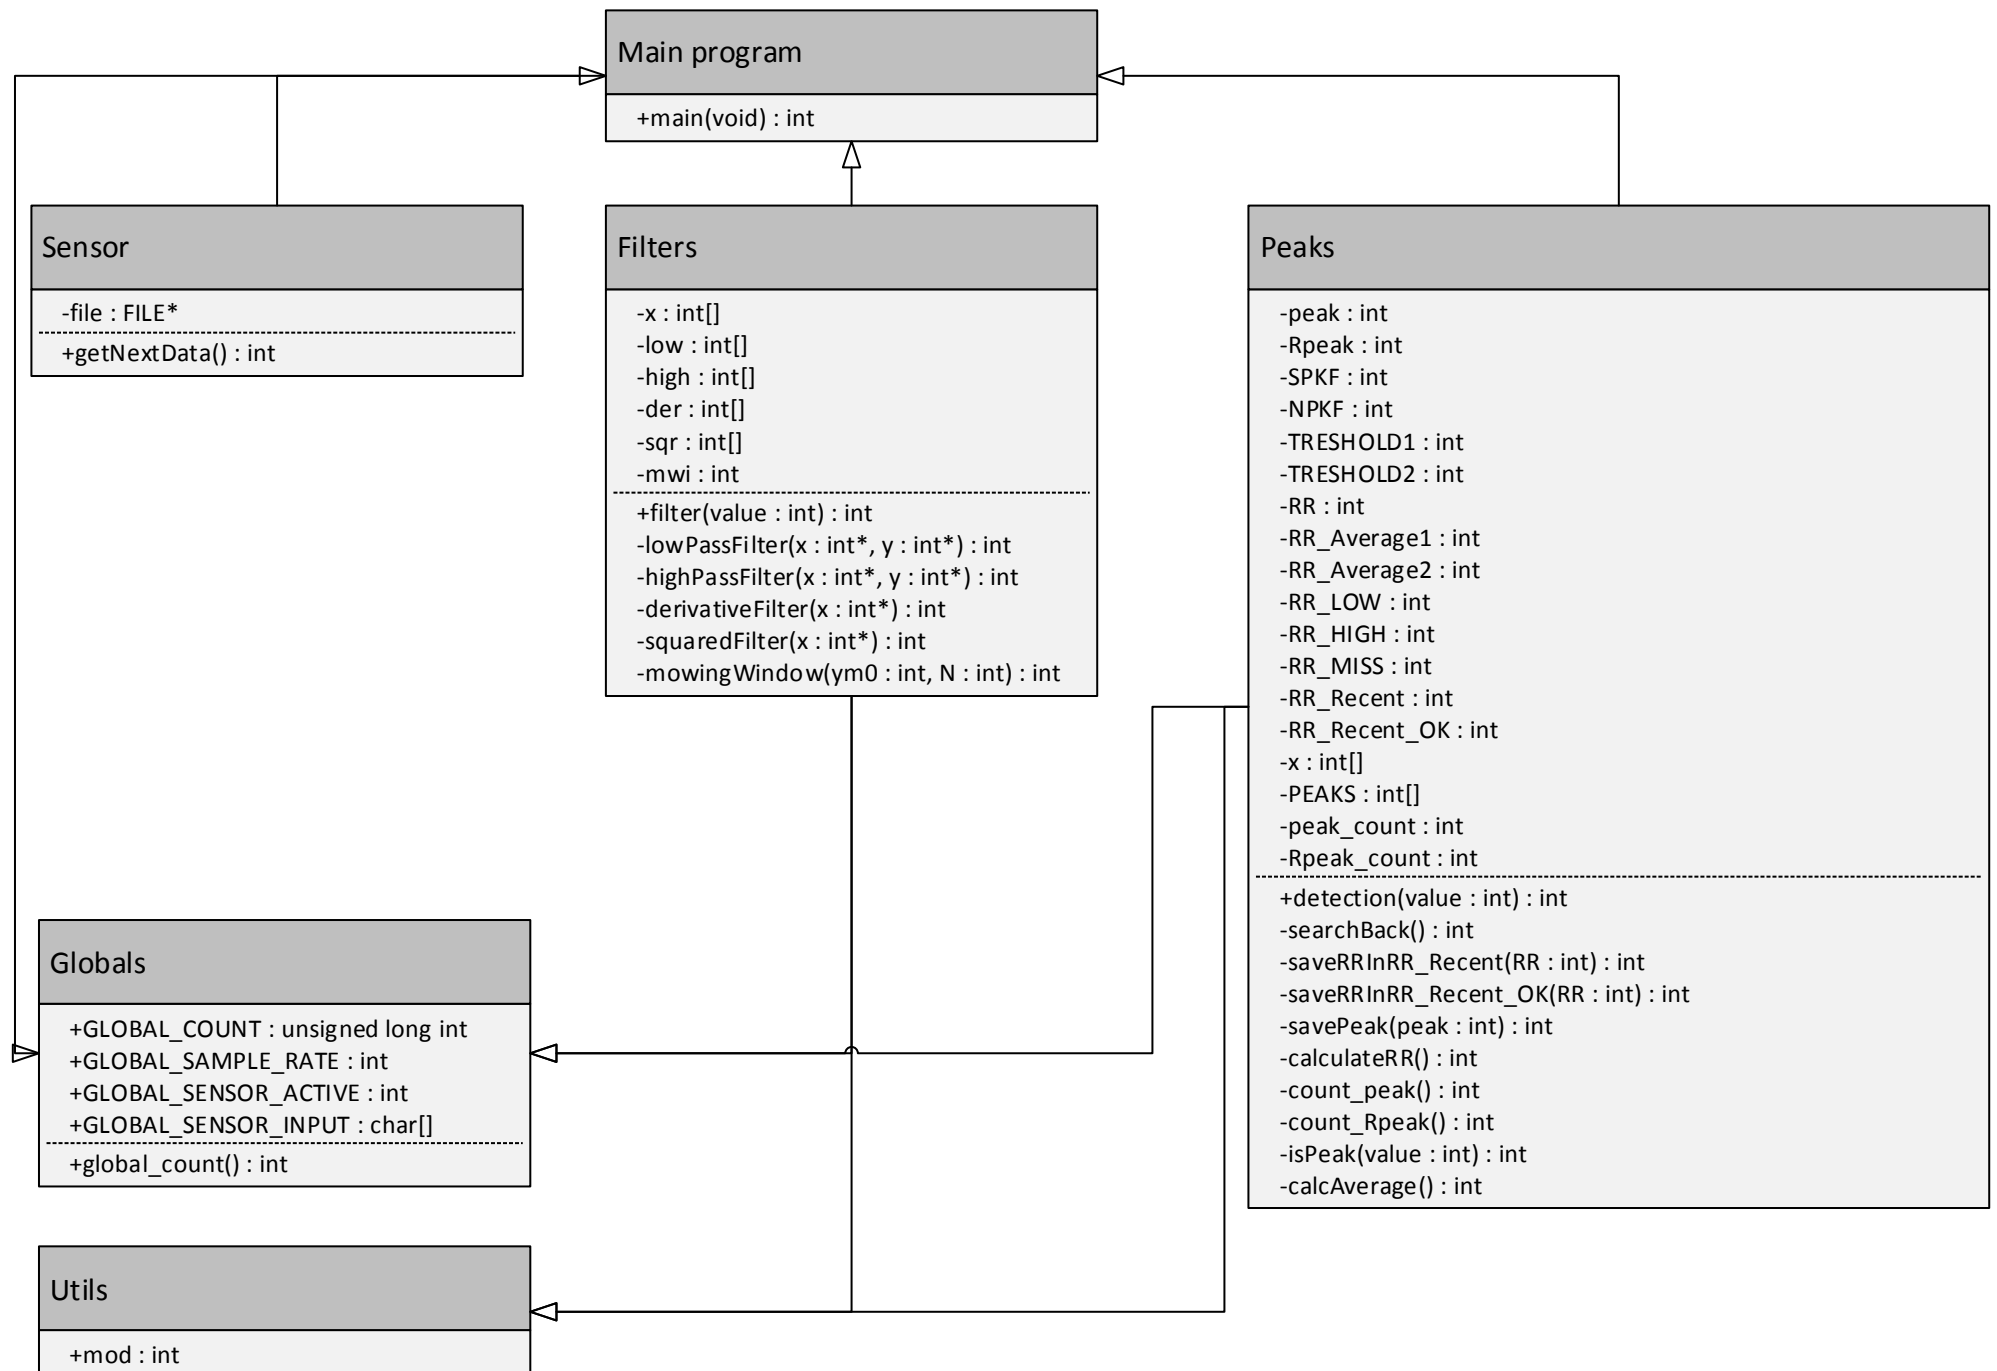 Main program
+main(void) : int
Sensor
-file : FILE*
+getNextData() : int
Filters
-x : int[]
-low : int[]
-high : int[]
-der : int[]
-sqr : int[]
-mwi : int
+filter(value : int) : int
-lowPassFilter(x : int*, y : int*) : int
-highPassFilter(x : int*, y : int*) : int
-derivativeFilter(x : int*) : int
-squaredFilter(x : int*) : int
-mowingWindow(ym0 : int, N : int) : int
Peaks
-peak : int
-Rpeak : int
-SPKF : int
-NPKF : int
-TRESHOLD1 : int
-TRESHOLD2 : int
-RR : int
-RR_Average1 : int
-RR_Average2 : int
-RR_LOW : int
-RR_HIGH : int
-RR_MISS : int
-RR_Recent : int
-RR_Recent_OK : int
-x : int[]
-PEAKS : int[]
-peak_count : int
-Rpeak_count : int
+detection(value : int) : int
-searchBack() : int
-saveRRInRR_Recent(RR : int) : int
-saveRRInRR_Recent_OK(RR : int) : int
-savePeak(peak : int) : int
-calculateRR() : int
-count_peak() : int
-count_Rpeak() : int
-isPeak(value : int) : int
-calcAverage() : int
Globals
+GLOBAL_COUNT : unsigned long int
+GLOBAL_SAMPLE_RATE : int
+GLOBAL_SENSOR_ACTIVE : int
+GLOBAL_SENSOR_INPUT : char[]
+global_count() : int
Utils
+mod : int